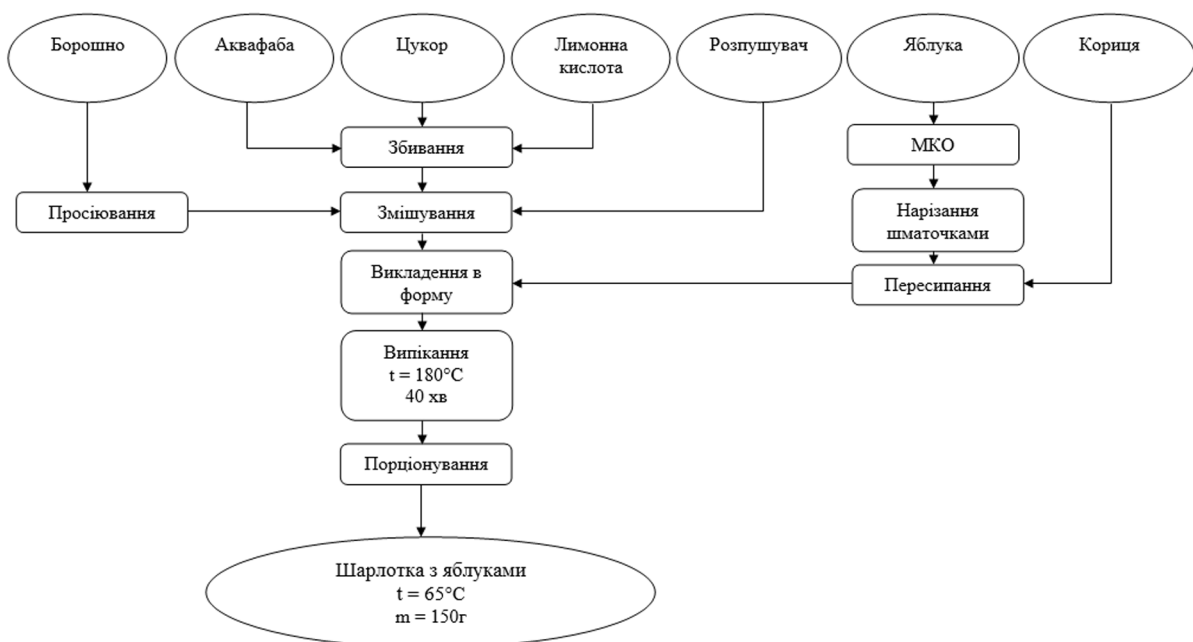 Борошно
Аквафаба
Цукор
Лимонна
кислота
Розпушувач
Яблука
Кориця
Збивання
МКО
Просіювання
Змішування
Нарізання
шматочками
Викладення в
форму
Пересипання
Випікання
t = 180°C
40 хв
Порціонування
Шарлотка з яблуками
t = 65°C
m = 150г